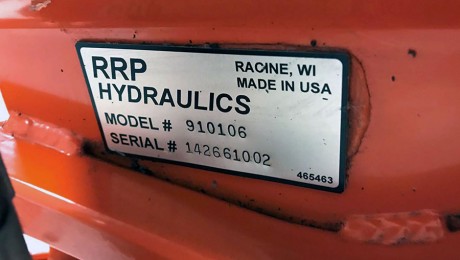 RRP
HYDRAULICS
RACINE, WI
MADE IN USA
MODEL # 910106
SERIAL # 142661002
465463